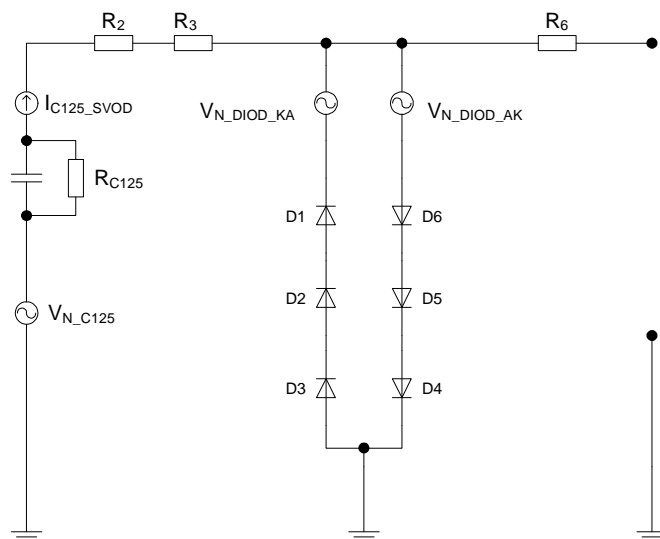 R2 R3 R6
IC125_SVOD
VN_DIOD_KA VN_DIOD_AK
RC125
D1 D6
D2 D5
VN_C125
D3 D4